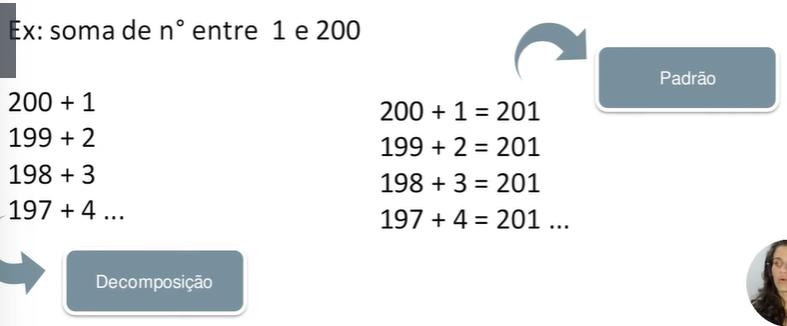 Ex: soma de n° entre 1 e 200
200 + 1
199 + 2
198 + 3
197 + 4 ...
Decomposição
200 + 1 = 201
199 + 2 = 201
198 + 3 = 201
197 + 4 = 201 ...
Padrão